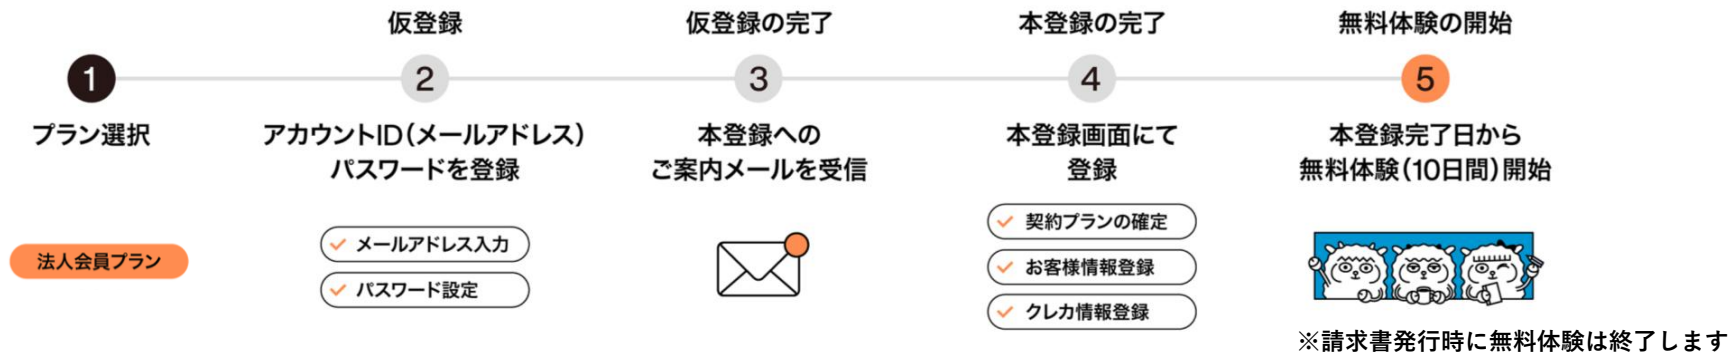 1
プラン選択
法人会員プラン
仮登録
2
アカウントID(メールアドレス)
パスワードを登録
メールアドレス入力
パスワード設定
仮登録の完了
3
本登録への
ご案内メールを受信
本登録の完了
4
本登録画面にて
登録
契約プランの確定
お客様情報登録
クレカ情報登録
無料体験の開始
5
本登録完了日から
無料体験(10日間)開始
※請求書発行時に無料体験は終了します